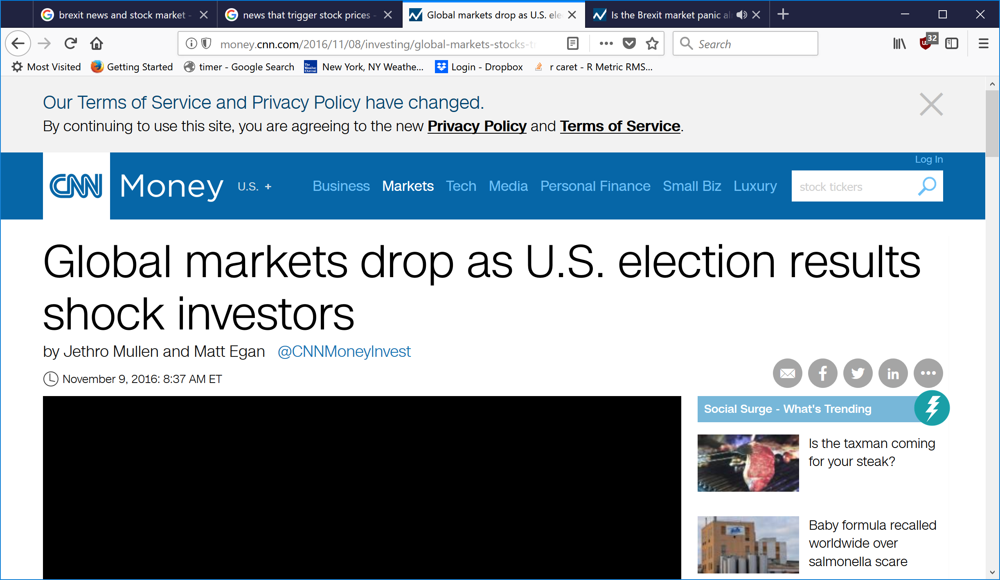 brexit news and stock market -
news that trigger stock prices -
Global markets drop as U.S. ele
Is the Brexit market panic al
money.cnn.com/2016/11/08/investing/global-markets-stocks-tr
Search
32
Most Visited
Getting Started
timer - Google Search
The Weather Channel
New York, NY Weathe...
Login - Dropbox
r caret - R Metric RMS...
Our Terms of Service and Privacy Policy have changed.
By continuing to use this site, you are agreeing to the new Privacy Policy and Terms of Service.
Log In
CNN Money
U.S. +
Business Markets Tech Media Personal Finance Small Biz Luxury
stock tickers
Global markets drop as U.S. election results
shock investors
by Jethro Mullen and Matt Egan @CNNMoneyInvest
November 9, 2016: 8:37 AM ET
Social Surge - What's Trending
Is the taxman coming
for your steak?
Baby formula recalled
worldwide over
salmonella scare